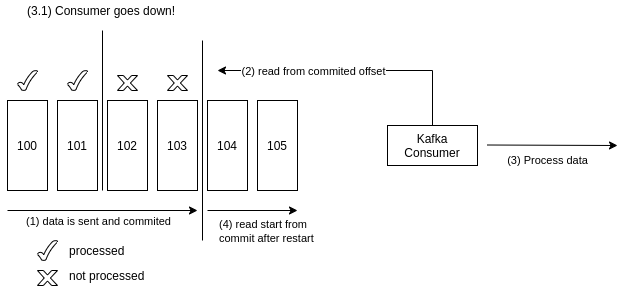 (3.1) Consumer goes down!
(2) read from commited offset
100
101
102
103
104
105
Kafka
Consumer
(3) Process data
(1) data is sent and commited
(4) read start from
commit after restart
processed
not processed